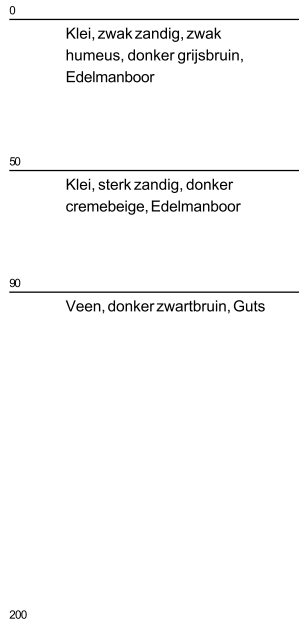 0
Klei, zwak zandig, zwak
humeus, donker grijsbruin,
Edelmanboor
50
Klei, sterk zandig, donker
cremebeige, Edelmanboor
90
Veen, donker zwartbruin, Guts
200